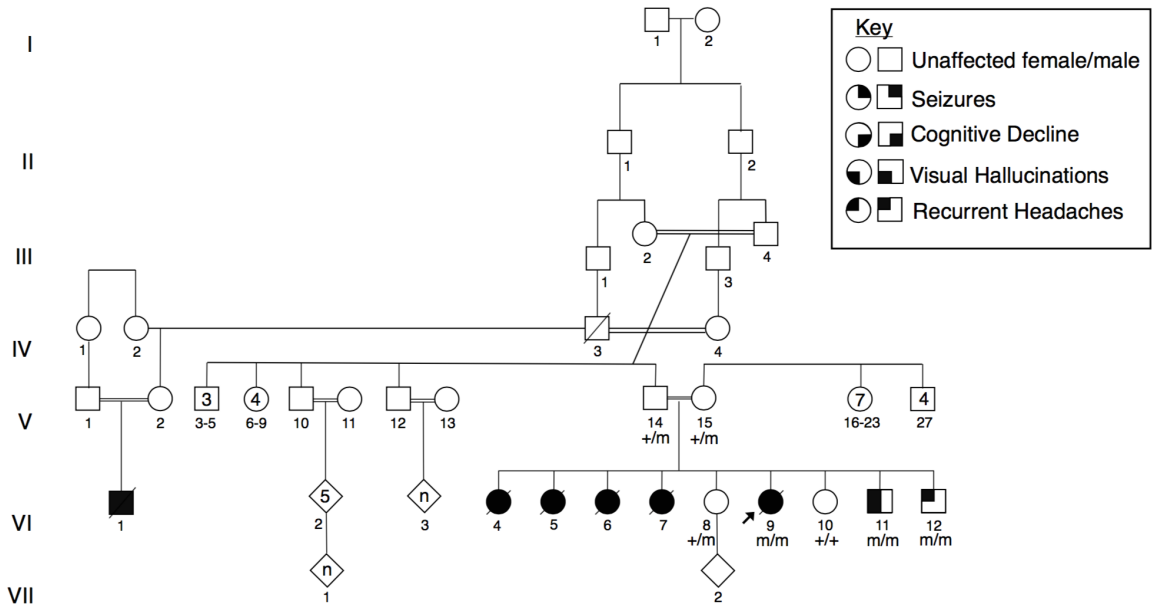 I
1 2
Key
Unaffected female/male
Seizures
Cognitive Decline
Visual Hallucinations
Recurrent Headaches
II
1 2
III
2 4
1 3
IV
1 2 3 4
V
3 4 7 4
1 2 3-5 6-9 10 11 12 13 14 15 16-23 27
+/m +/m
VI
5 n
1 2 3 4 5 6 7 8 9 10 11 12
+/m m/m +/+ m/m m/m
VII
n
1 2